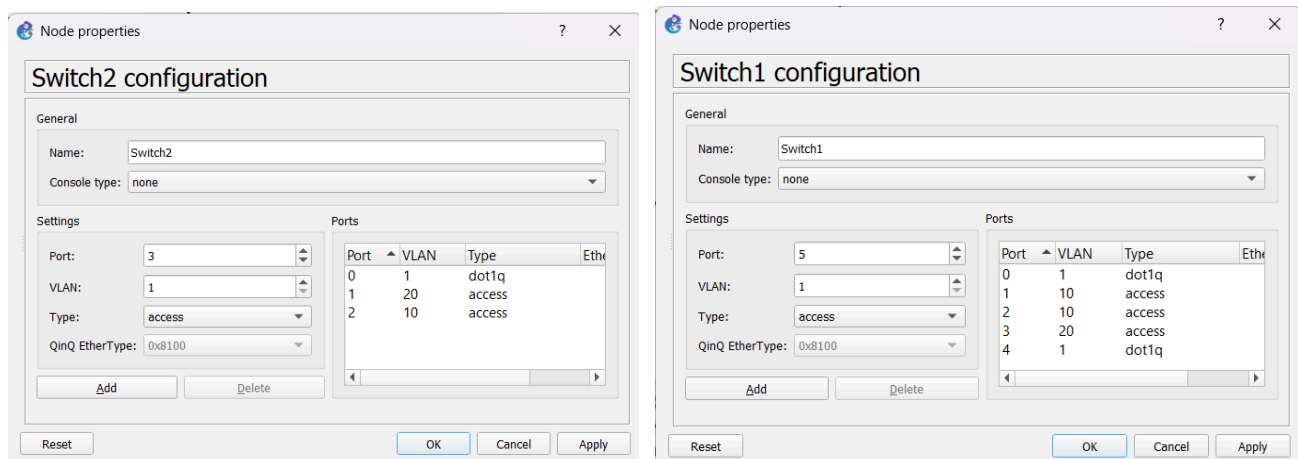 Node properties ? ×
Switch2 configuration
General
Name: Switch2
Console type: none
Settings
Port: 3
VLAN: 1
Type: access
QinQ EtherType: 0x8100
Add Delete
Ports
Port VLAN Type Ethe
0 1 dot1q
1 20 access
2 10 access
Reset OK Cancel Apply
Node properties ? ×
Switch1 configuration
General
Name: Switch1
Console type: none
Settings
Port: 5
VLAN: 1
Type: access
QinQ EtherType: 0x8100
Add Delete
Ports
Port VLAN Type Ethe
0 1 dot1q
1 10 access
2 10 access
3 20 access
4 1 dot1q
Reset OK Cancel Apply